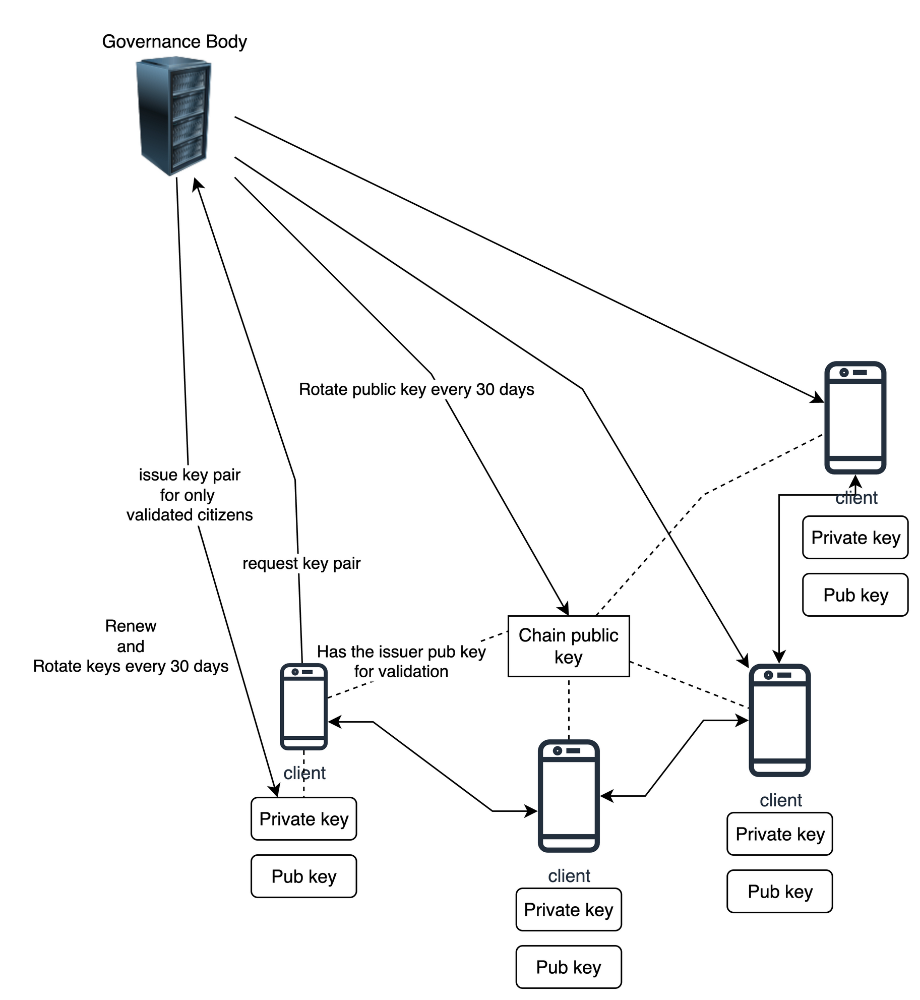 Governance Body
Rotate public key every 30 days
issue key pair
for only
validated citizens
client
Private key
request key pair
Pub key
Renew
and
Rotate keys every 30 days
Has the issuer pub key
for validation
Chain public
key
client
Private key
Pub key
client
Private key
Pub key
client
Private key
Pub key